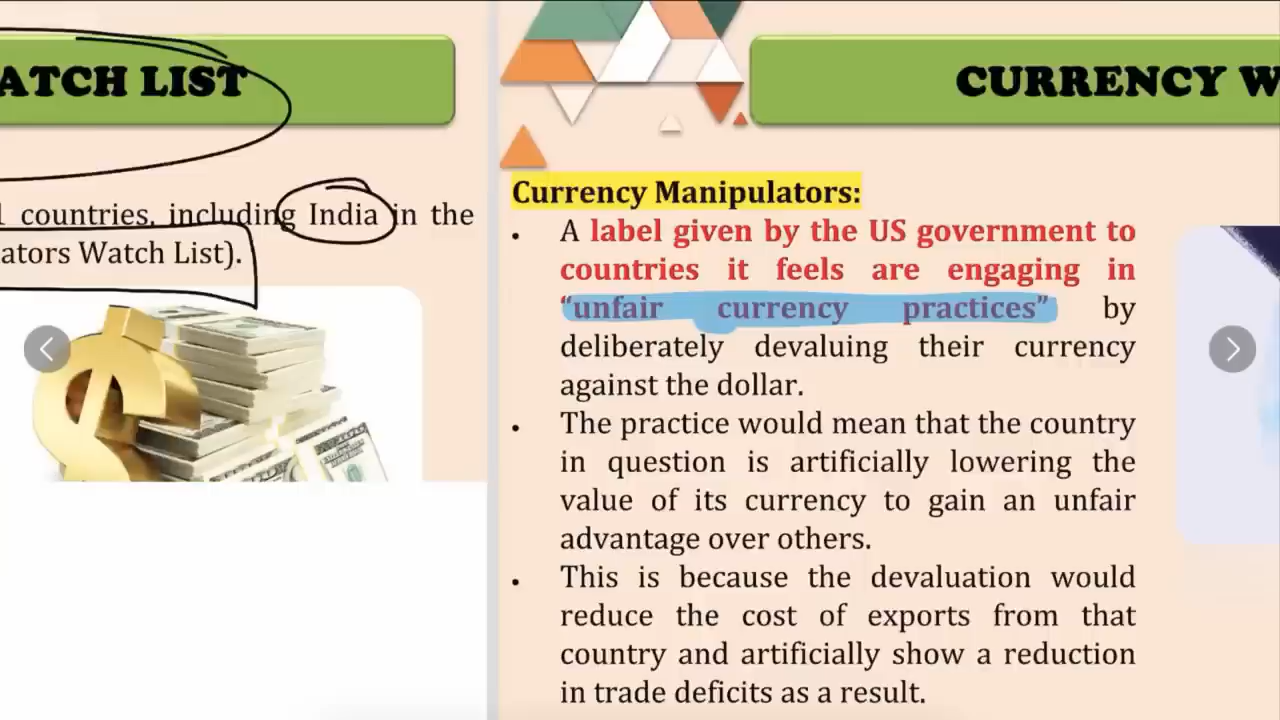 ATCH LIST
countries, including India in the
ators Watch List).
CURRENCY W
Currency Manipulators:
• A label given by the US government to
countries it feels are engaging in
“unfair currency practices” by
deliberately devaluing their currency
against the dollar.
• The practice would mean that the country
in question is artificially lowering the
value of its currency to gain an unfair
advantage over others.
• This is because the devaluation would
reduce the cost of exports from that
country and artificially show a reduction
in trade deficits as a result.